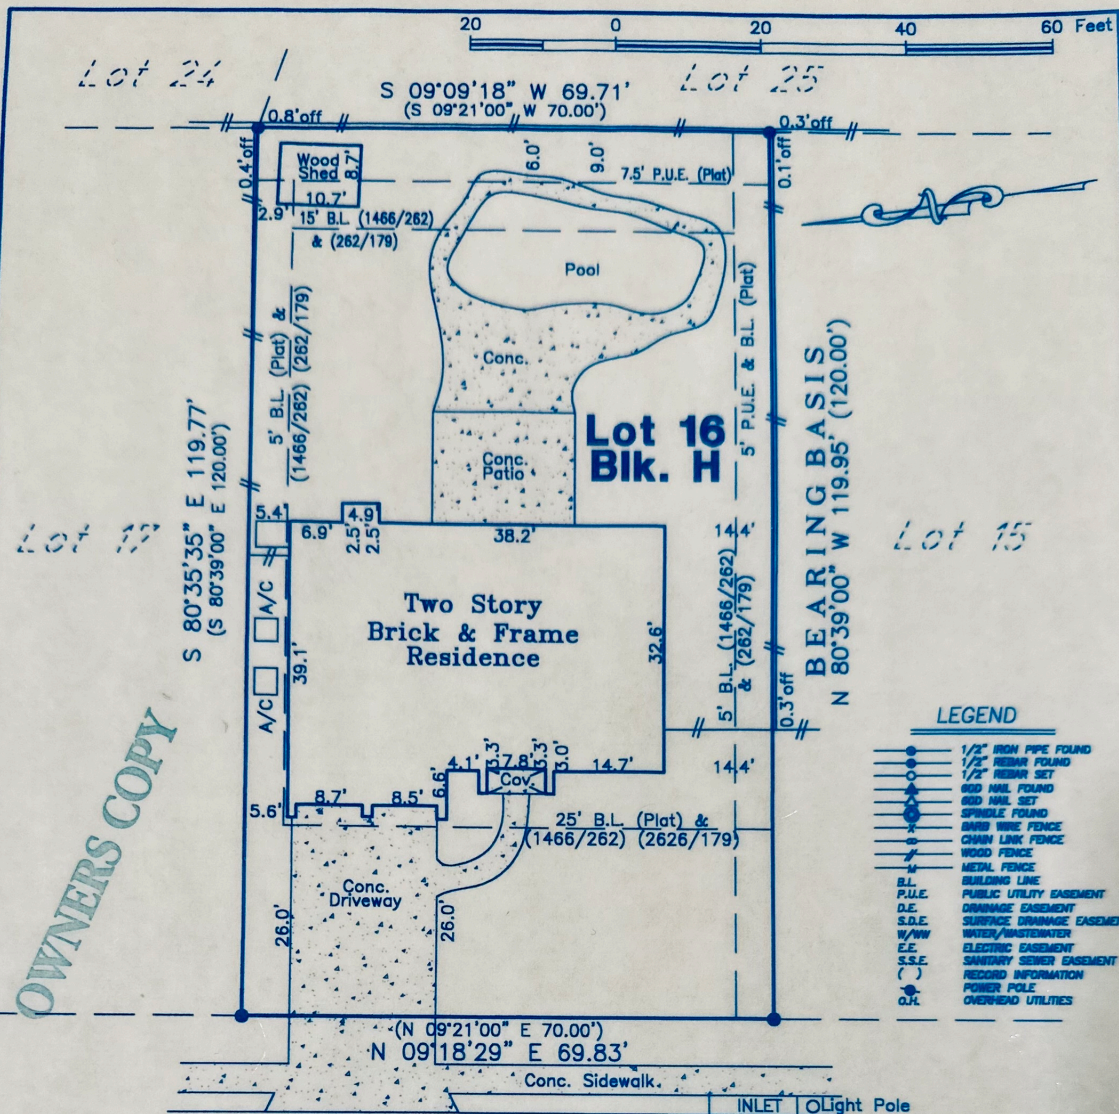 20 0 20 40 60 Feet
Lot 24
Lot 25
S 09°09'18" W 69.71'
(S 09°21'00" W 70.00')
0.8'off
0.3'off
0.4'off
0.1'off
Wood
Shed
8.7'
10.7'
2.9'
6.0'
9.0'
7.5' P.U.E. (Plat)
15' B.L. (1466/262)
& (262/179)
N
Pool
Conc.
5' B.L. (Plat) &
(1466/262) (262/179)
5' P.U.E & B.L. (Plat)
Lot 16
Blk. H
Conc.
Patio
S 80°35'35" E 119.77'
(S 80°39'00" E 120.00')
BEARING BASIS
N 80°39'00" W 119.95' (120.00')
Lot 17
Lot 15
5.4'
6.9'
4.9'
2.5'
2.5'
38.2'
14.4'
Two Story
Brick & Frame
Residence
A/C
A/C
39.1'
32.6'
5' B.L. (1466/262)
& (262/179)
0.3'off
4.1'
3.3'
7.8'
3.3'
3.0'
14.7'
14.4'
Cov.
6.6'
5.6'
8.7'
8.5'
25' B.L. (Plat) &
(1466/262) (2626/179)
Conc.
Driveway
26.0'
26.0'
OWNERS COPY
(N 09°21'00" E 70.00')
N 09°18'29" E 69.83'
Conc. Sidewalk
INLET
Light Pole
LEGEND
1/2" IRON PIPE FOUND
1/2" REBAR FOUND
1/2" REBAR SET
60D NAIL FOUND
60D NAIL SET
SPINDLE FOUND
BARB WIRE FENCE
CHAIN LINK FENCE
WOOD FENCE
METAL FENCE
B.L. BUILDING LINE
P.U.E. PUBLIC UTILITY EASEMENT
D.E. DRAINAGE EASEMENT
S.D.E. SURFACE DRAINAGE EASEME
W/WW WATER/WASTEWATER
E.E. ELECTRIC EASEMENT
S.S.E. SANITARY SEWER EASEMENT
( ) RECORD INFORMATION
POWER POLE
O.H. OVERHEAD UTILITIES